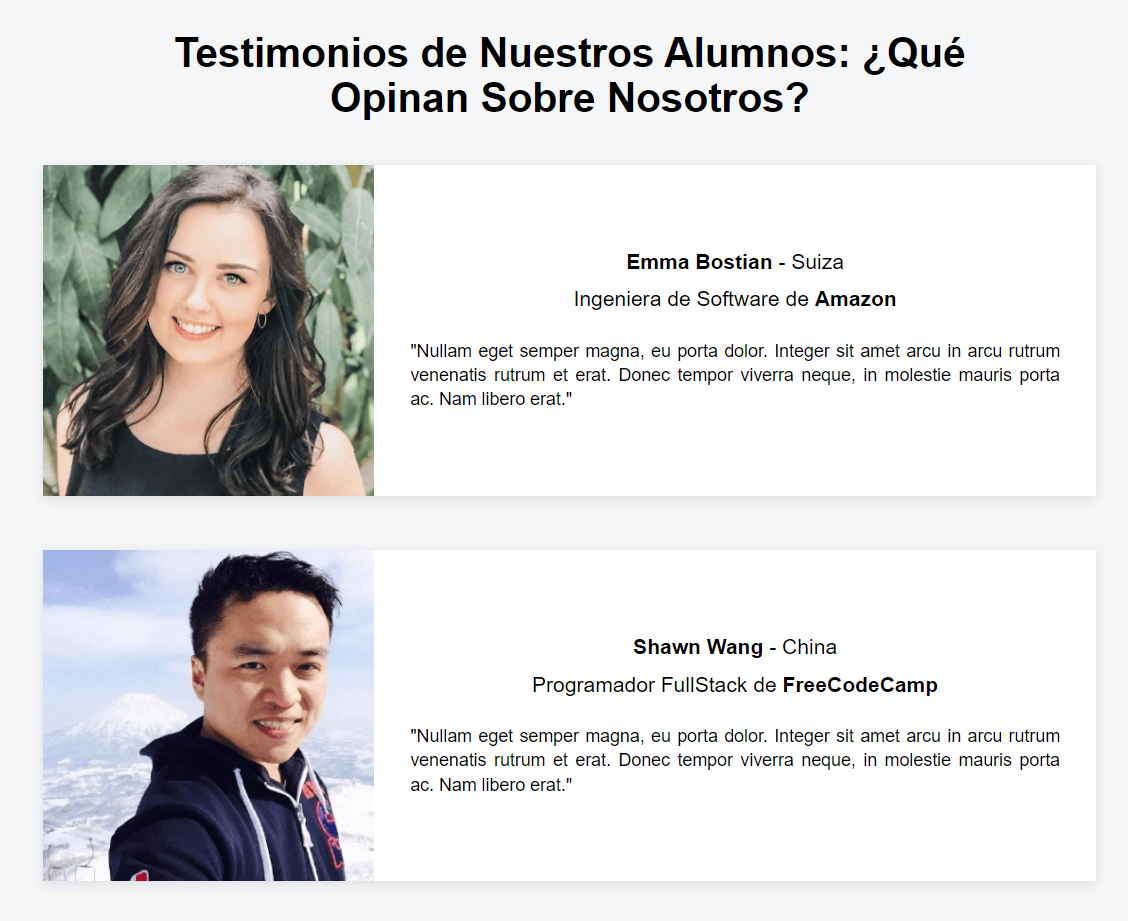 Testimonios de Nuestros Alumnos: ¿Qué
Opinan Sobre Nosotros?
Emma Bostian - Suiza
Ingeniera de Software de Amazon
"Nullam eget semper magna, eu porta dolor. Integer sit amet arcu in arcu rutrum
venenatis rutrum et erat. Donec tempor viverra neque, in molestie mauris porta
ac. Nam libero erat."
Shawn Wang - China
Programador FullStack de FreeCodeCamp
"Nullam eget semper magna, eu porta dolor. Integer sit amet arcu in arcu rutrum
venenatis rutrum et erat. Donec tempor viverra neque, in molestie mauris porta
ac. Nam libero erat."